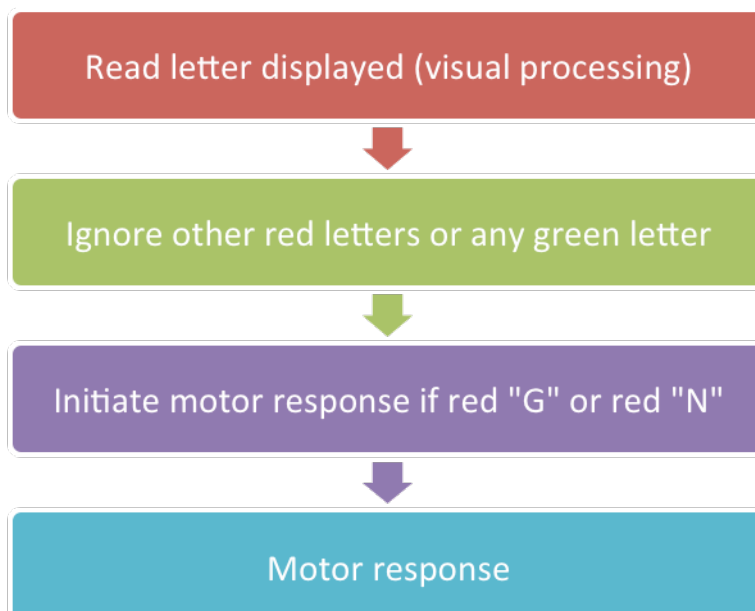 Read letter displayed (visual processing)
Ignore other red letters or any green letter
Initiate motor response if red "G" or red "N"
Motor response